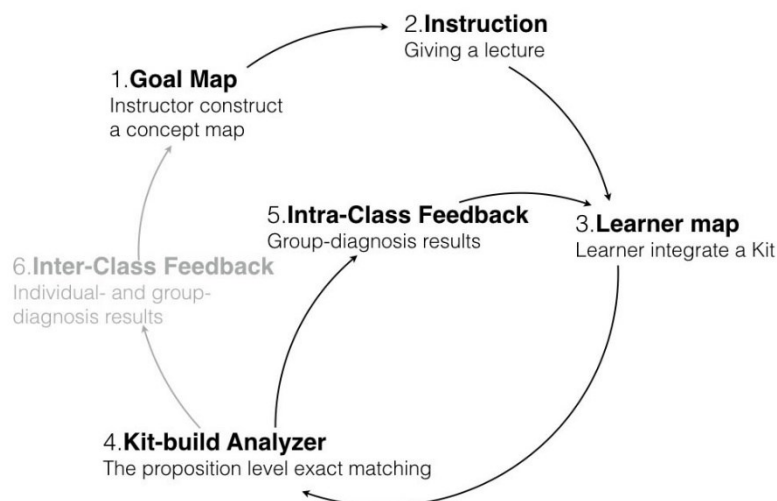 1.Goal Map
Instructor construct
a concept map
2.Instruction
Giving a lecture
3.Learner map
Learner integrate a Kit
4.Kit-build Analyzer
The proposition level exact matching
5.Intra-Class Feedback
Group-diagnosis results
6.Inter-Class Feedback
Individual- and group-
diagnosis results